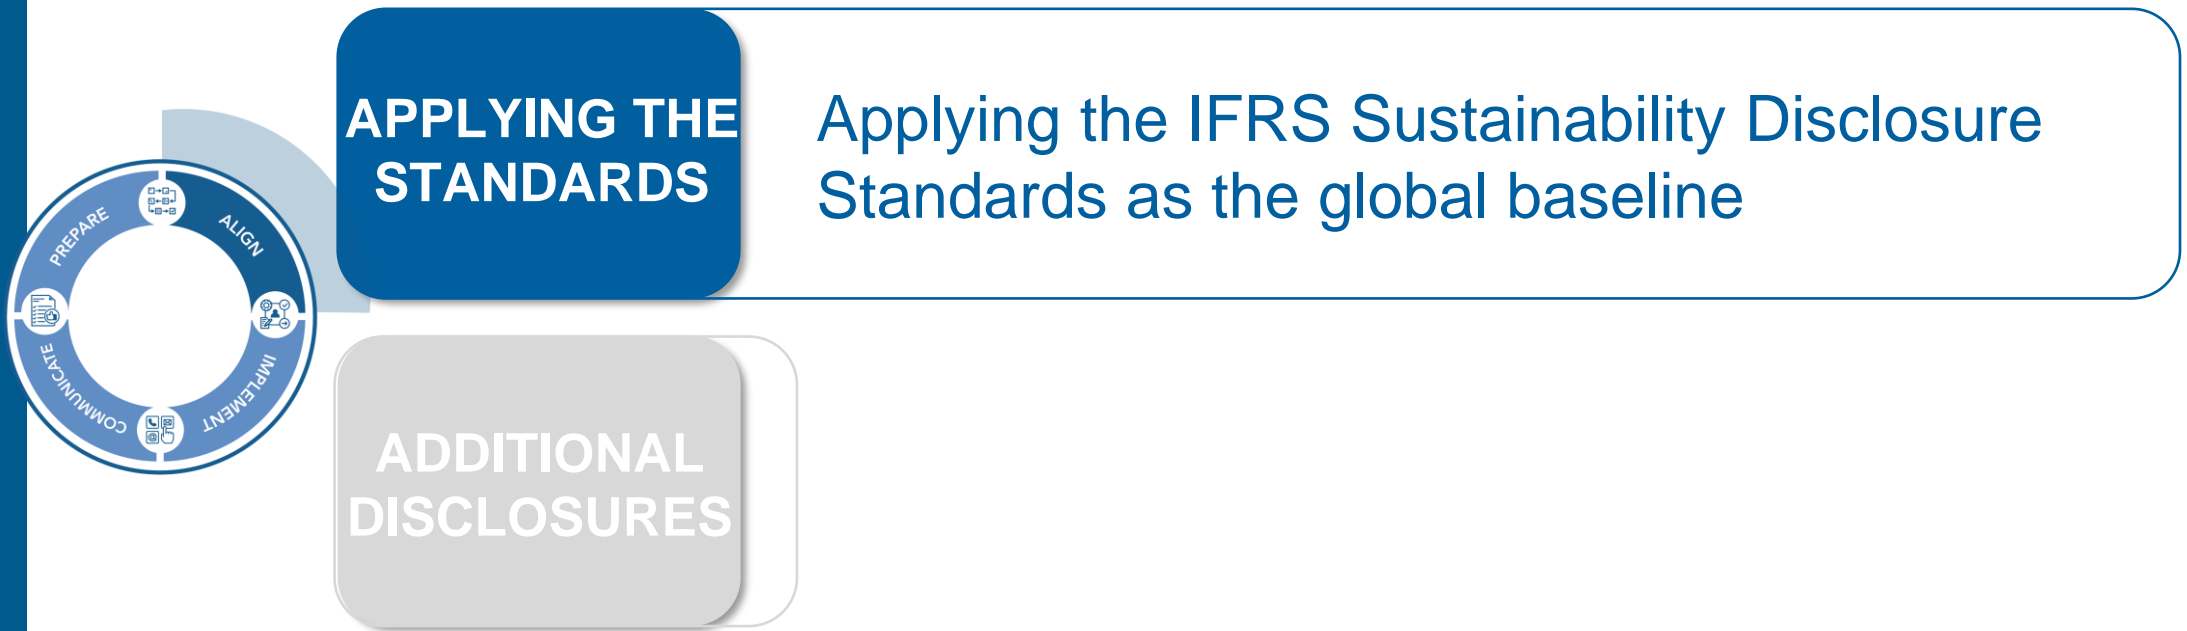 APPLYING THE
STANDARDS
Applying the IFRS Sustainability Disclosure
Standards as the global baseline
PREPARE
ALIGN
COMMUNICATE
IMPLEMENT
ADDITIONAL
DISCLOSURES